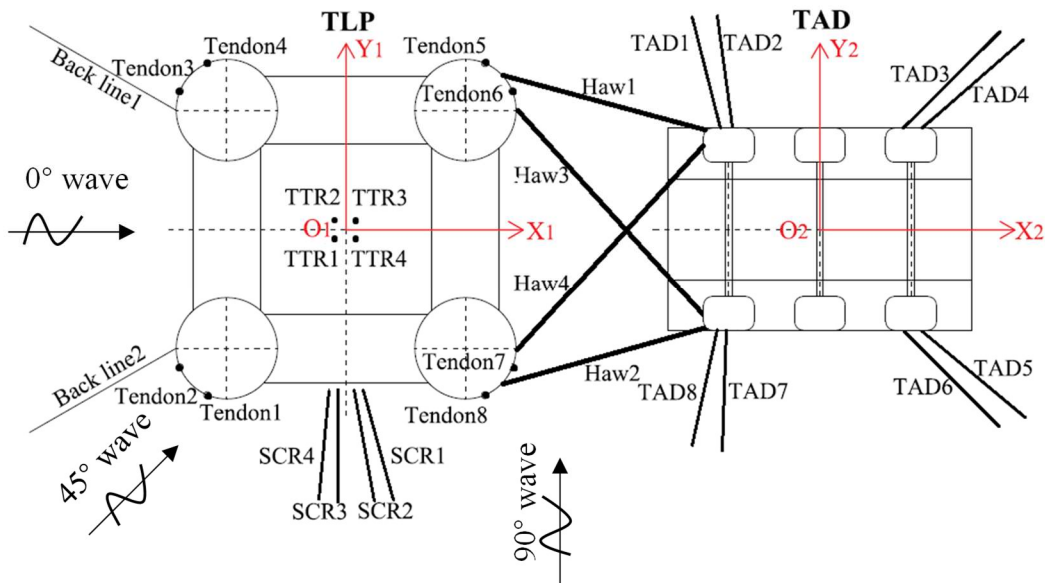 TLP
TAD
Y1
Y2
Tendon4
Tendon5
TAD1
TAD2
TAD3
TAD4
Back line1
Tendon3
Tendon6
Haw1
0° wave
Haw3
TTR2
TTR3
O1
X1
O2
X2
TTR1
TTR4
Haw4
Back line2
Tendon7
Haw2
Tendon2
Tendon1
Tendon8
TAD8
TAD7
TAD6
TAD5
45° wave
SCR4
SCR1
SCR3
SCR2
90° wave